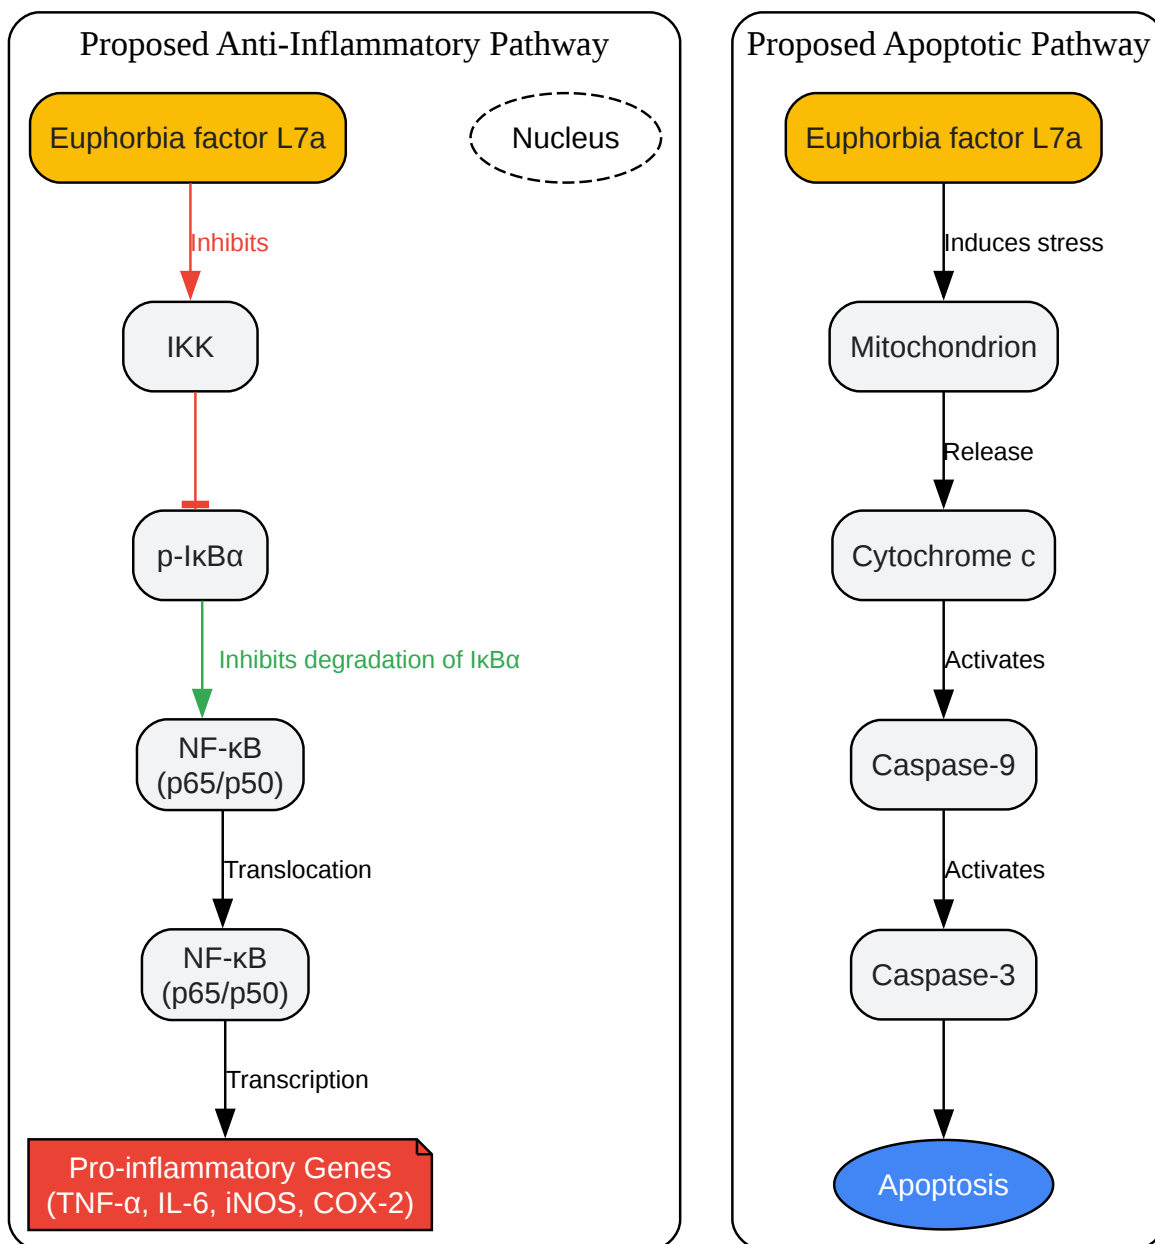 Proposed Anti-Inflammatory Pathway
Euphorbia factor L7a
Nucleus
Inhibits
IKK
p-IκBα
Inhibits degradation of IκBα
NF-κB
(p65/p50)
Translocation
NF-κB
(p65/p50)
Transcription
Pro-inflammatory Genes
(TNF-α, IL-6, iNOS, COX-2)
Proposed Apoptotic Pathway
Euphorbia factor L7a
Induces stress
Mitochondrion
Release
Cytochrome c
Activates
Caspase-9
Activates
Caspase-3
Apoptosis